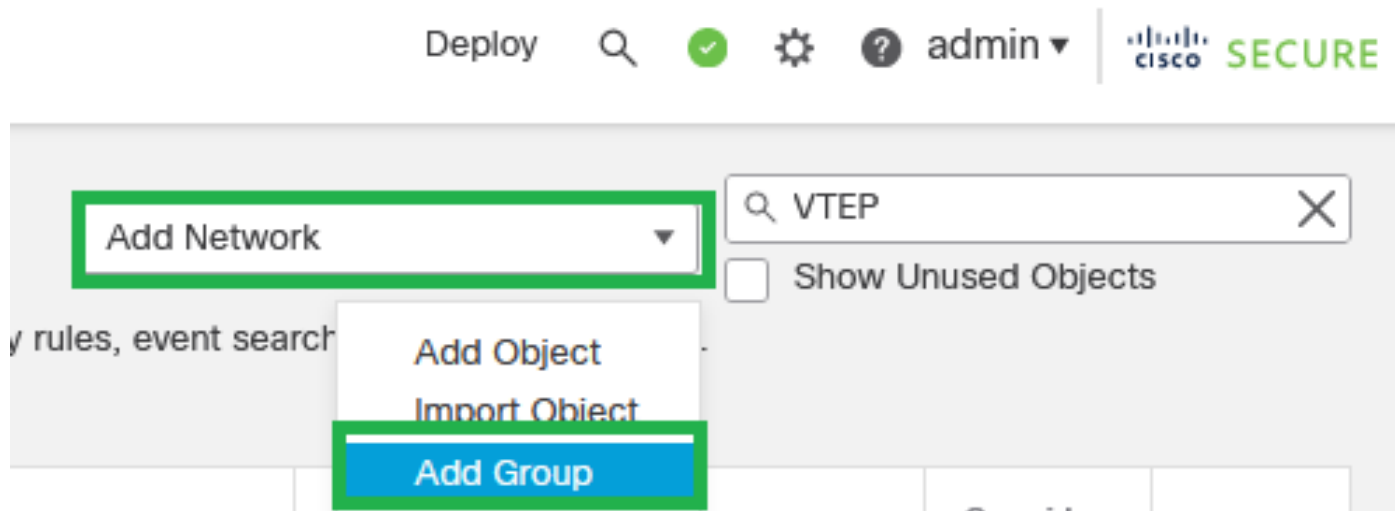 Deploy admin cisco SECURE
Add Network
VTEP
Show Unused Objects
y rules, event search .
Add Object
Import Object
Add Group